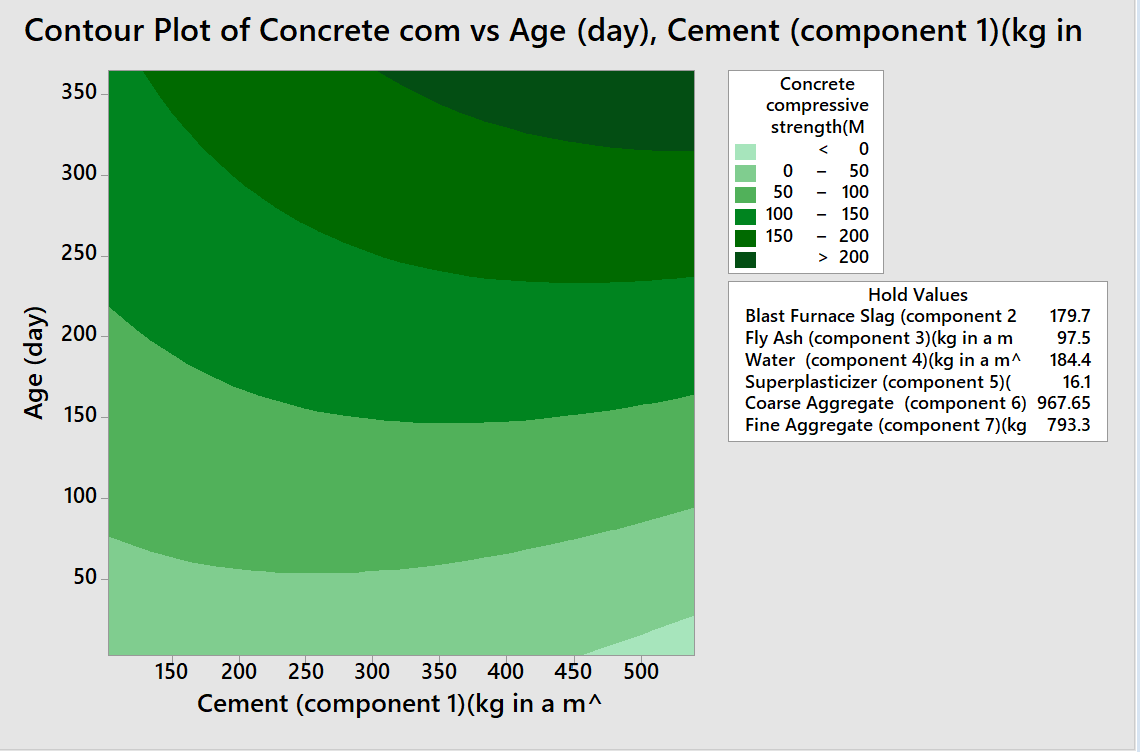 Contour Plot of Concrete com vs Age (day), Cement (component 1)(kg in
350
300
250
200
150
100
50
Age (day)
150 200 250 300 350 400 450 500
Cement (component 1)(kg in a m^
Concrete
compressive
strength(M
< 0
0 – 50
50 – 100
100 – 150
150 – 200
> 200
Hold Values
Blast Furnace Slag (component 2 179.7
Fly Ash (component 3)(kg in a m 97.5
Water (component 4)(kg in a m^ 184.4
Superplasticizer (component 5)( 16.1
Coarse Aggregate (component 6) 967.65
Fine Aggregate (component 7)(kg 793.3